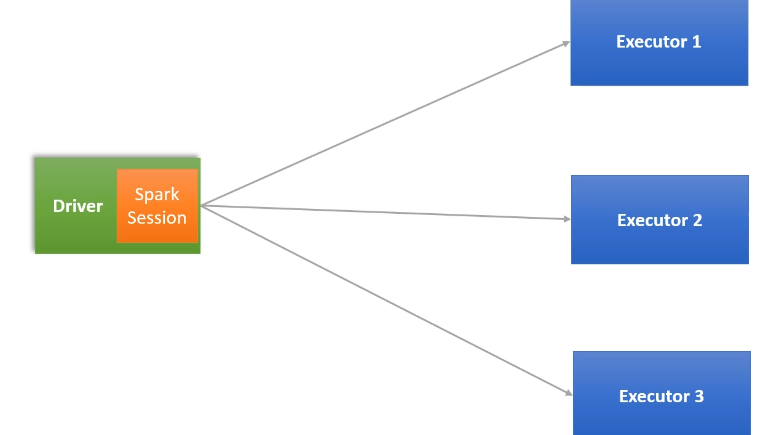 Executor 1
Driver
Spark
Session
Executor 2
Executor 3